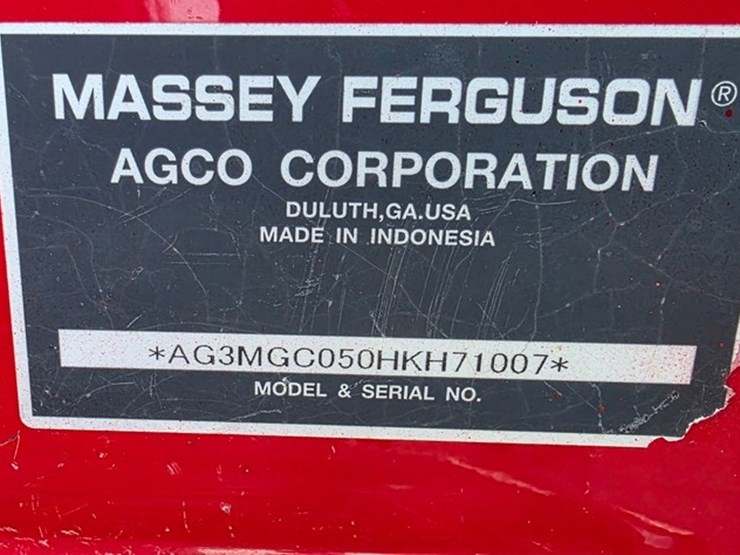 MASSEY FERGUSON®
AGCO CORPORATION
DULUTH,GA.USA
MADE IN INDONESIA
*AG3MGC050HKH71007*
MODEL & SERIAL NO.